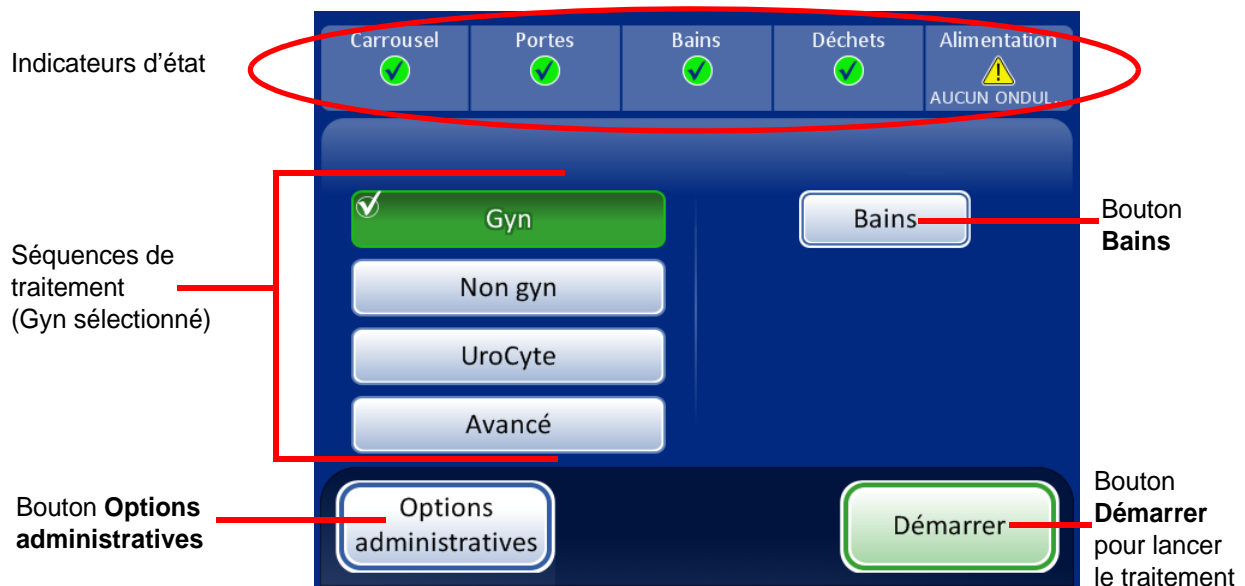 Indicateurs d'état
Carrousel
Portes
Bains
Déchets
Alimentation
AUCUN ONDUL...
Séquences de
traitement
(Gyn sélectionné)
Gyn
Non gyn
UroCyte
Avancé
Bains
Bouton
Bains
Bouton Options
administratives
Options
administratives
Démarrer
Bouton
Démarrer
pour lancer
le traitement